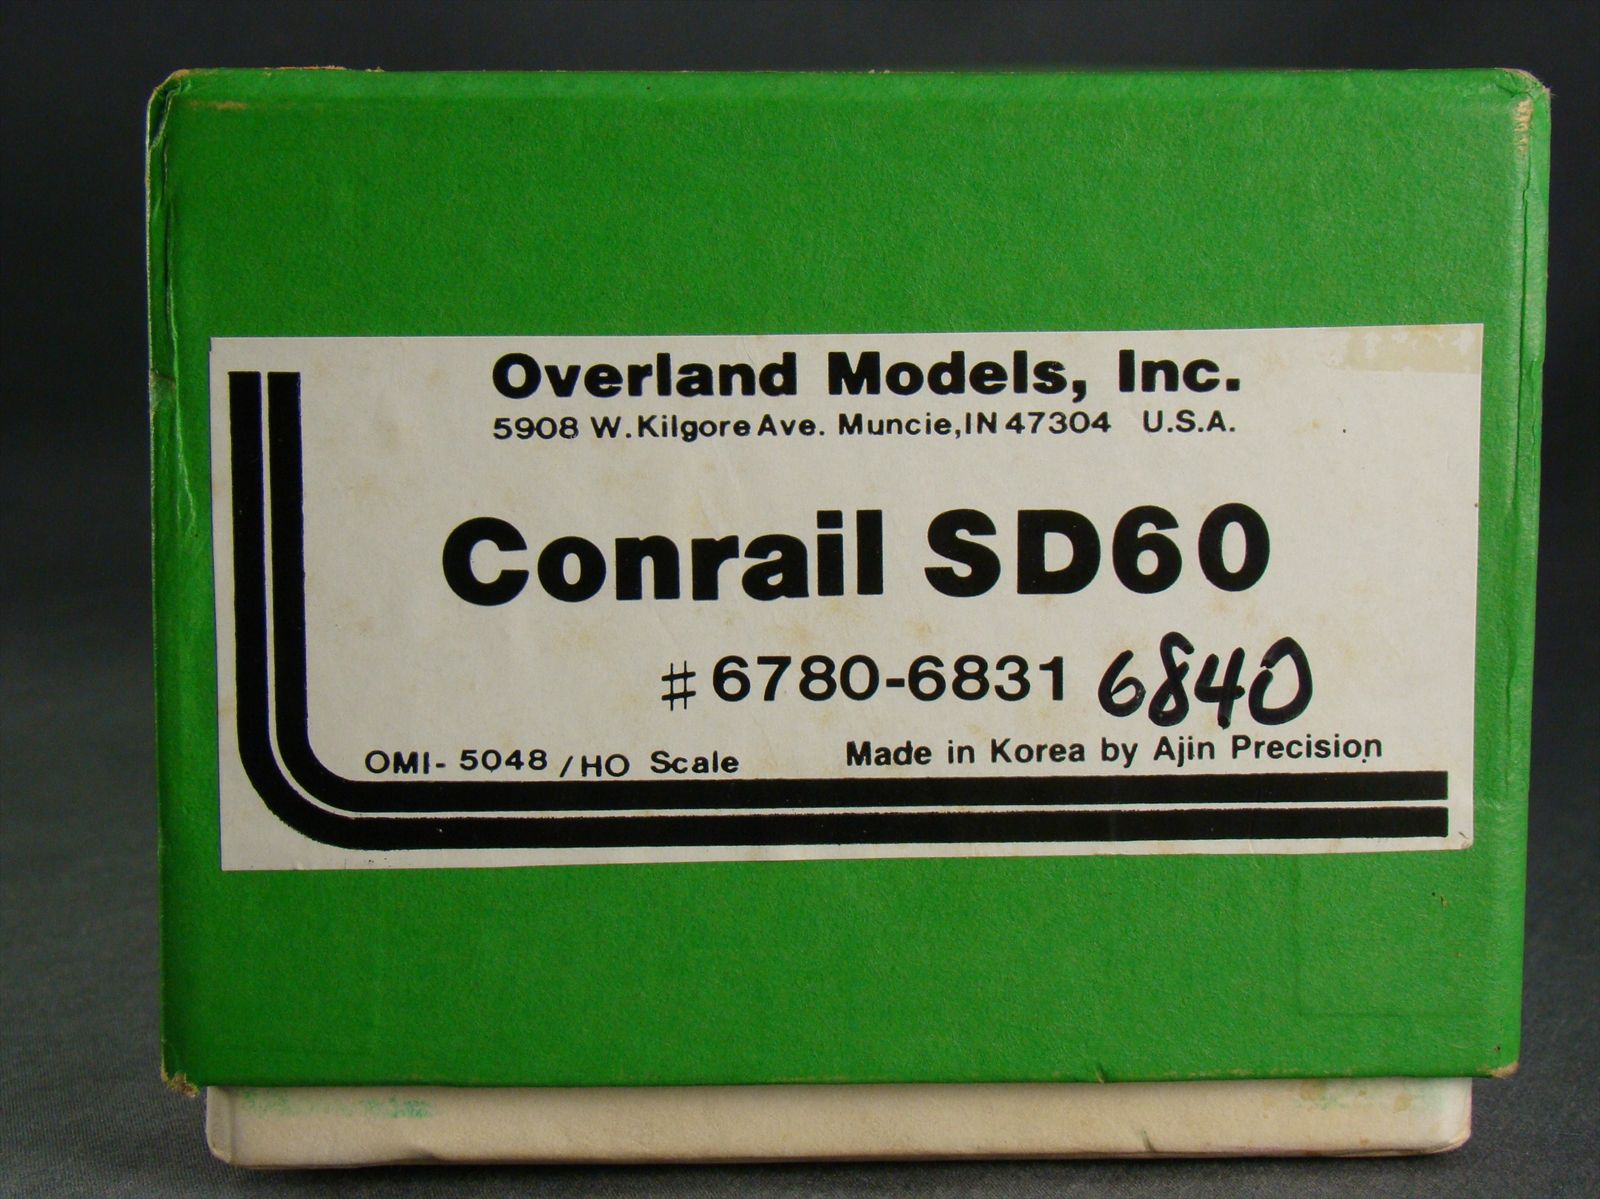 Overland Models, Inc.
5908 W. Kilgore Ave. Muncie, IN 47304 U.S.A.
Conrail SD60
#6780-6831 6840
OMI-5048 /HO Scale Made in Korea by Ajin Precision